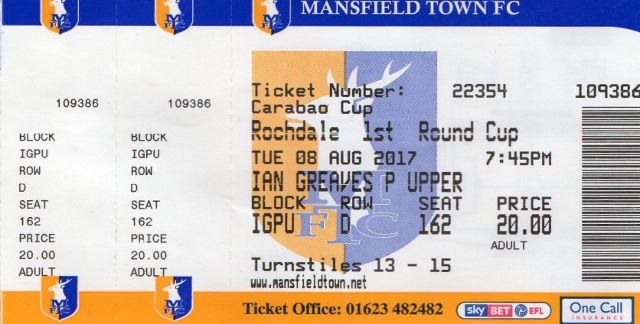 MANSFIELD TOWN FC
109386
BLOCK
IGPU
ROW
D
SEAT
162
PRICE
20.00
ADULT
109386
BLOCK
IGPU
ROW
D
SEAT
162
PRICE
20.00
ADULT
Ticket Number: 22354 109386
Carabao Cup
Rochdale 1st Round Cup
TUE 08 AUG 2017 7:45PM
IAN GREAVES P UPPER
BLOCK ROW SEAT PRICE
IGPU D 162 20.00
ADULT
Turnstiles 13 - 15
www.mansfieldtown.net
Ticket Office: 01623 482482
sky BET EFL
One Call
INSURANCE